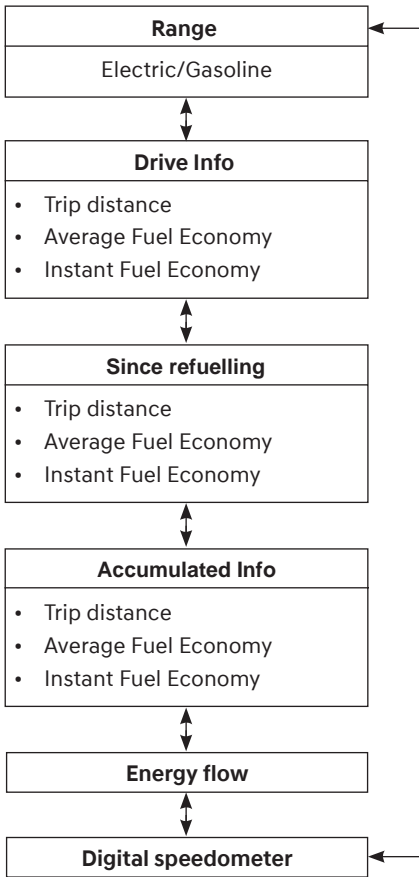 Range
Electric/Gasoline
Drive Info
• Trip distance
• Average Fuel Economy
• Instant Fuel Economy
Since refuelling
• Trip distance
• Average Fuel Economy
• Instant Fuel Economy
Accumulated Info
• Trip distance
• Average Fuel Economy
• Instant Fuel Economy
Energy flow
Digital speedometer